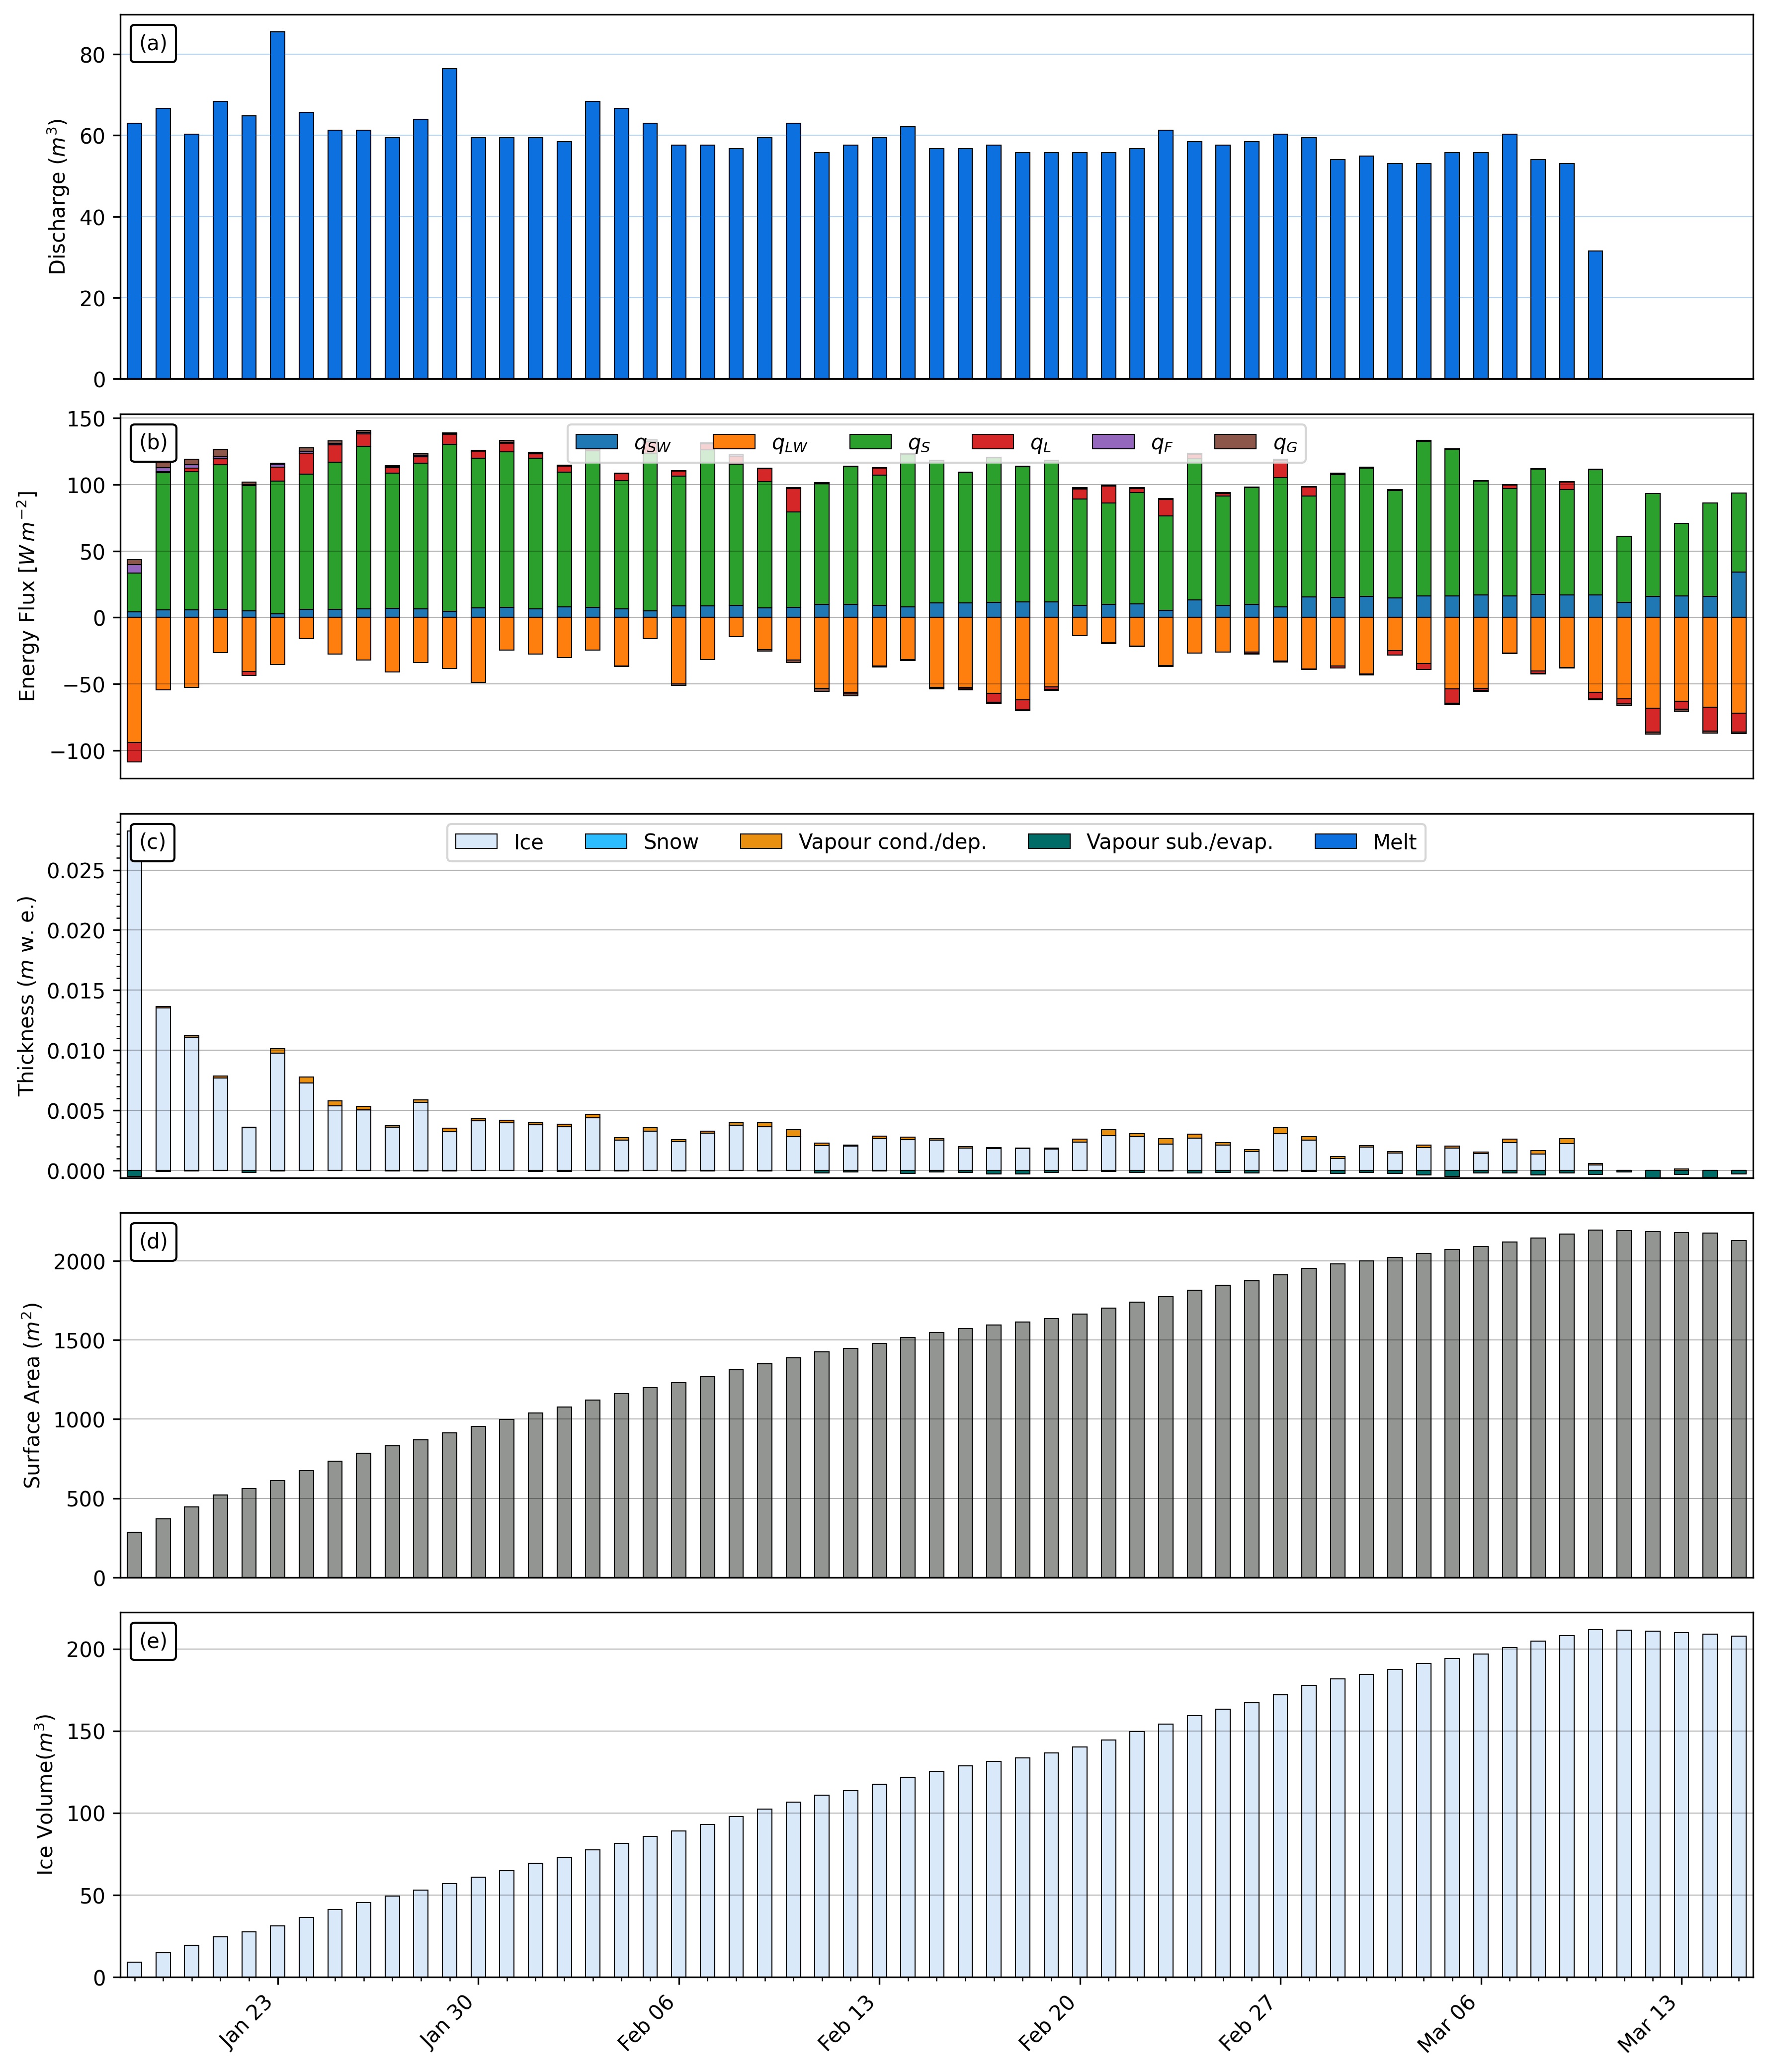 (a)
Discharge (m³)
80
60
40
20
0
(b)
q_SW q_LW q_S q_L q_F q_G
Energy Flux [W m⁻²]
150
100
50
0
−50
−100
(c)
Ice Snow Vapour cond./dep. Vapour sub./evap. Melt
Thickness (m w. e.)
0.025
0.020
0.015
0.010
0.005
0.000
(d)
Surface Area (m²)
2000
1500
1000
500
0
(e)
Ice Volume(m³)
200
150
100
50
0
Jan 23 Jan 30 Feb 06 Feb 13 Feb 20 Feb 27 Mar 06 Mar 13